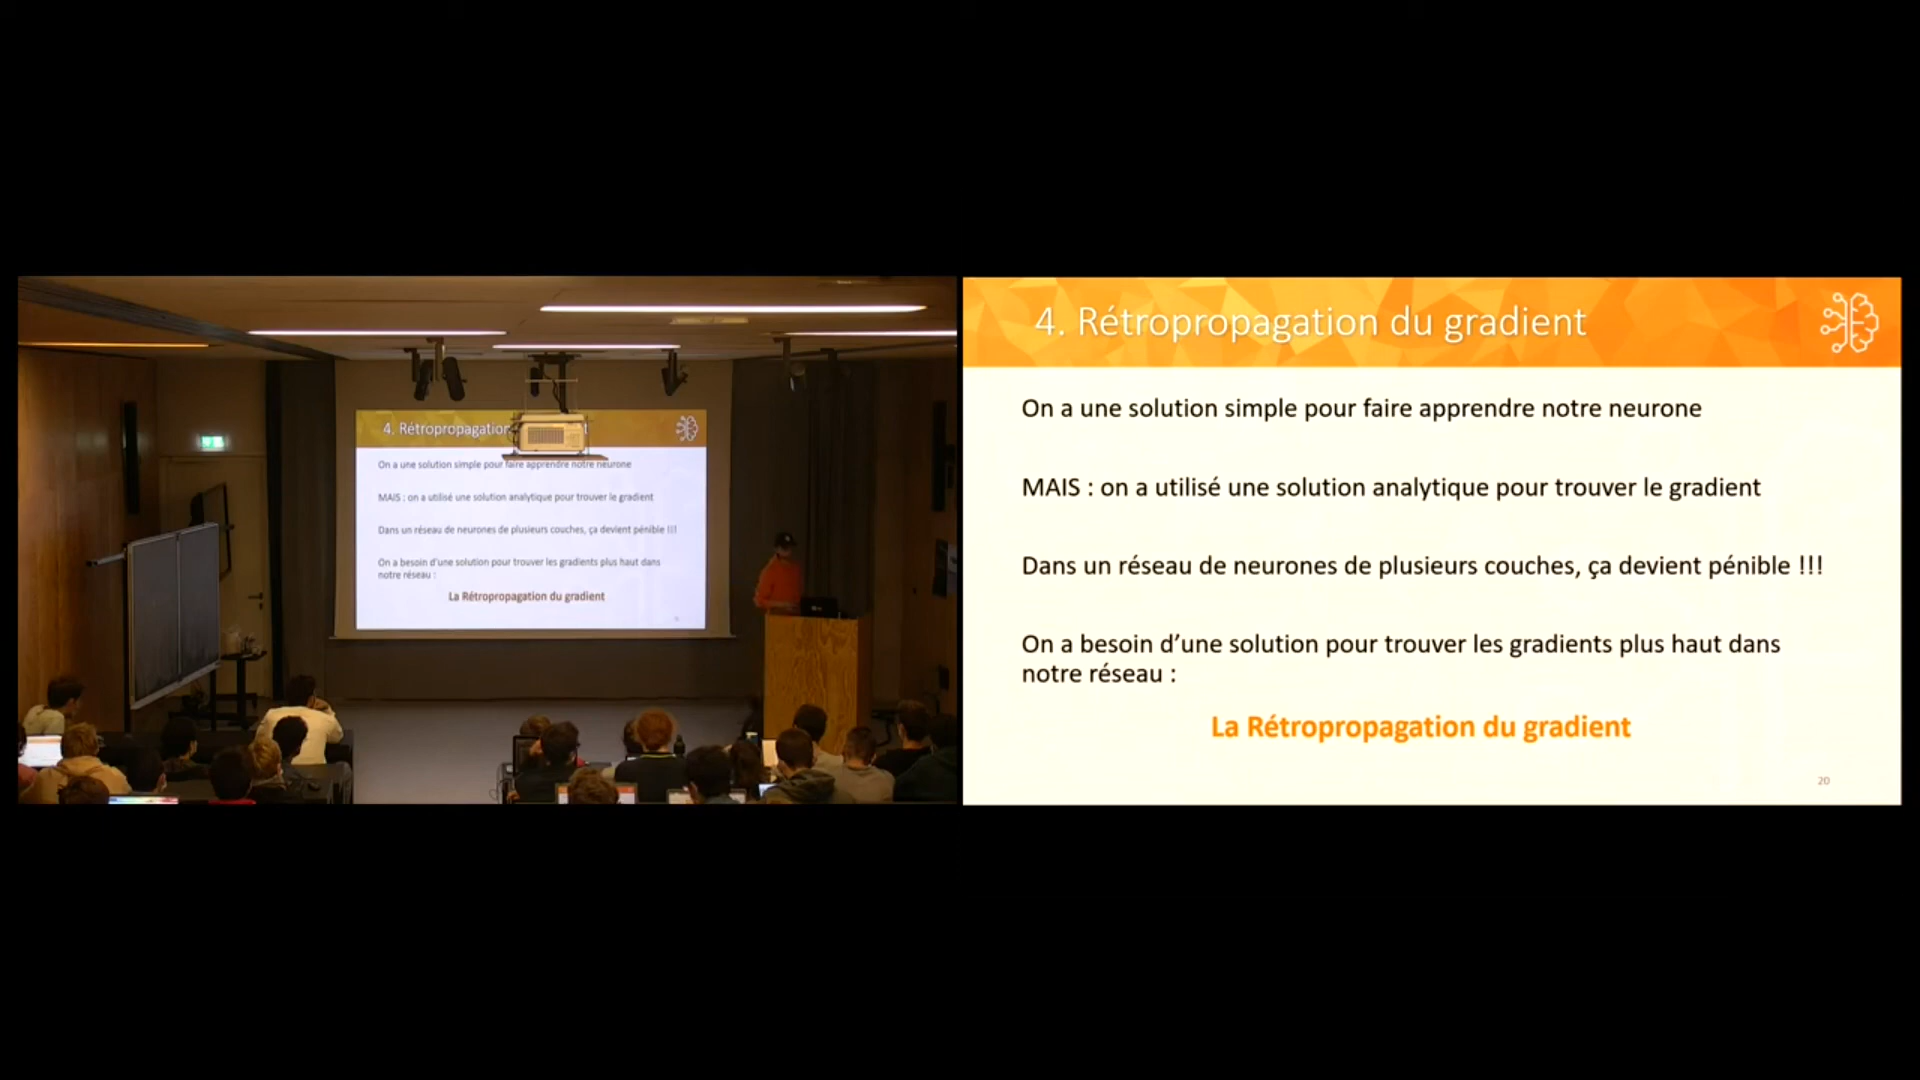 4. Rétropropagation t
On a une solution simple pour faire apprendre notre neurone
MAIS : on a utilisé une solution analytique pour trouver le gradient
Dans un réseau de neurones de plusieurs couches, ça devient pénible !!!
On a besoin d'une solution pour trouver les gradients plus haut dans
notre réseau :
La Rétropropagation du gradient
4. Rétropropagation du gradient
On a une solution simple pour faire apprendre notre neurone
MAIS : on a utilisé une solution analytique pour trouver le gradient
Dans un réseau de neurones de plusieurs couches, ça devient pénible !!!
On a besoin d’une solution pour trouver les gradients plus haut dans
notre réseau :
La Rétropropagation du gradient
20